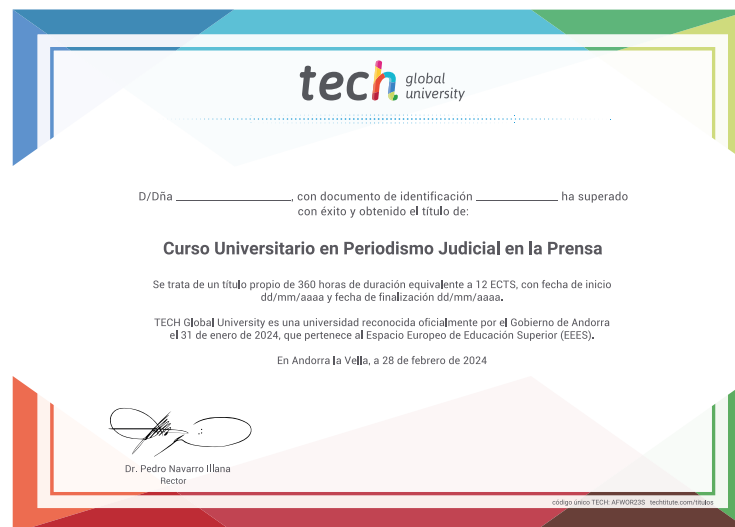 tech global
university
D/Dña ______________, con documento de identificación __________ ha superado
con éxito y obtenido el título de:
Curso Universitario en Periodismo Judicial en la Prensa
Se trata de un título propio de 360 horas de duración equivalente a 12 ECTS, con fecha de inicio
dd/mm/aaaa y fecha de finalización dd/mm/aaaa.
TECH Global University es una universidad reconocida oficialmente por el Gobierno de Andorra
el 31 de enero de 2024, que pertenece al Espacio Europeo de Educación Superior (EEES).
En Andorra la Vella, a 28 de febrero de 2024
Dr. Pedro Navarro Illana
Rector
código único TECH: AFWOR23S techtitute.com/titulos